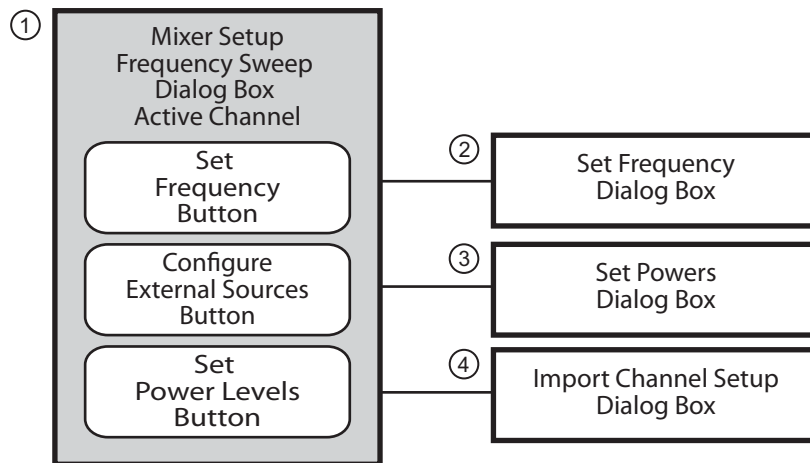 ①
Mixer Setup
Frequency Sweep
Dialog Box
Active Channel
Set
Frequency
Button
②
Set Frequency
Dialog Box
Configure
External Sources
Button
③
Set Powers
Dialog Box
Set
Power Levels
Button
④
Import Channel Setup
Dialog Box